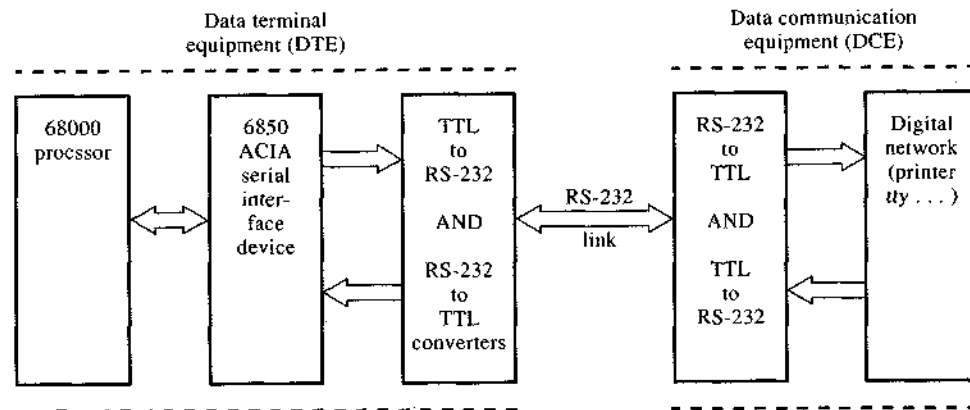 Data terminal
equipment (DTE)
Data communication
equipment (DCE)
68000
procssor
6850
ACIA
serial
inter-
face
device
TTL
to
RS-232
AND
RS-232
to
TTL
converters
RS-232
link
RS-232
to
TTL
AND
TTL
to
RS-232
Digital
network
(printer
tty . . . )